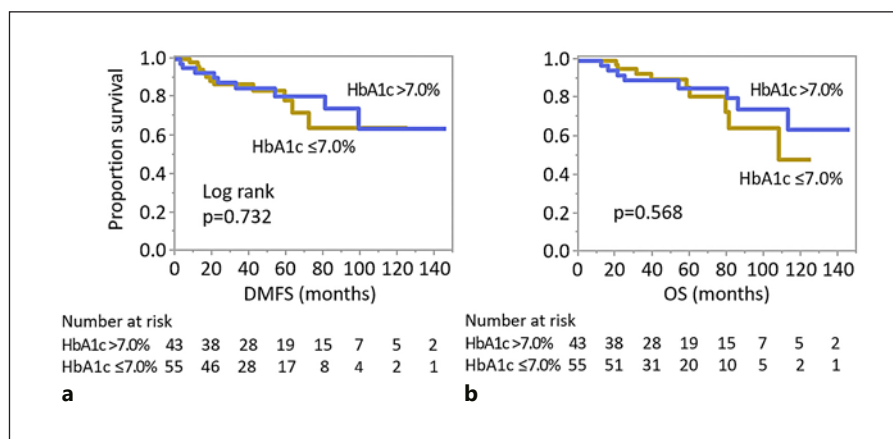 1.0
0.8
0.6
0.4
0.2
0.0
Proportion survival
HbA1c >7.0%
HbA1c ≤7.0%
Log rank
p=0.732
0 20 40 60 80 100 120 140
DMFS (months)
Number at risk
HbA1c >7.0% 43 38 28 19 15 7 5 2
HbA1c ≤7.0% 55 46 28 17 8 4 2 1
a
1.0
0.8
0.6
0.4
0.2
0.0
HbA1c >7.0%
HbA1c ≤7.0%
p=0.568
0 20 40 60 80 100 120 140
OS (months)
Number at risk
HbA1c >7.0% 43 38 28 19 15 7 5 2
HbA1c ≤7.0% 55 51 31 20 10 5 2 1
b